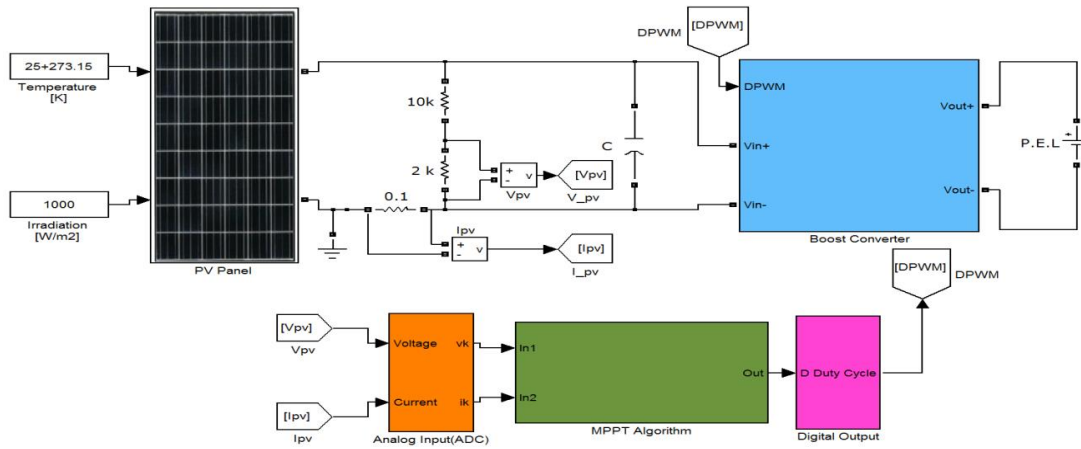 25+273.15
Temperature
[K]
1000
Irradiation
[W/m2]
PV Panel
10k
2 k
0.1
+
-
v
Vpv
[Vpv]
V_pv
Ipv
+
-
v
[Ipv]
I_pv
C
DPWM
[DPWM]
DPWM
Vin+
Vin-
Vout+
Vout-
Boost Converter
+
P.E.L
[DPWM]
DPWM
[Vpv]
Vpv
[Ipv]
Ipv
Voltage
vk
Current
ik
Analog Input(ADC)
In1
In2
Out
MPPT Algorithm
D Duty Cycle
Digital Output